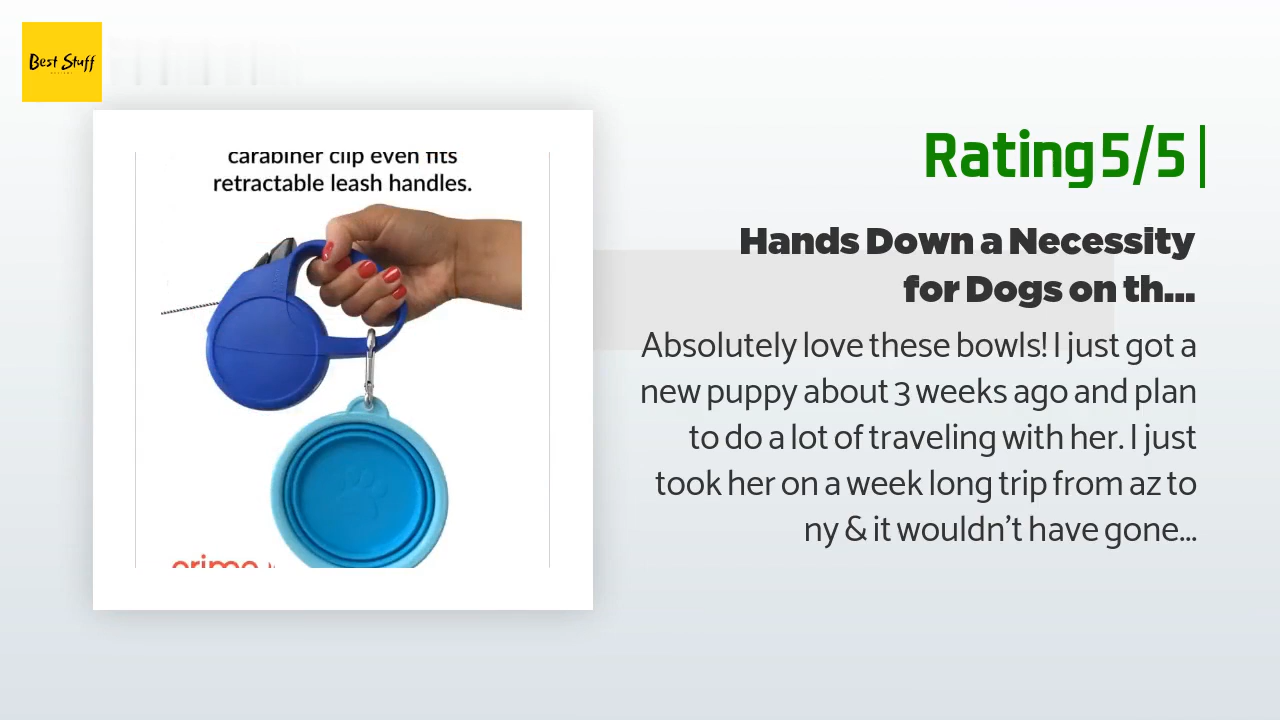 Best Stuff
carabiner clip even fits
retractable leash handles.
Rating 5/5
Hands Down a Necessity
for Dogs on th...
Absolutely love these bowls! I just got a
new puppy about 3 weeks ago and plan
to do a lot of traveling with her. I just
took her on a week long trip from az to
ny & it wouldn't have gone...